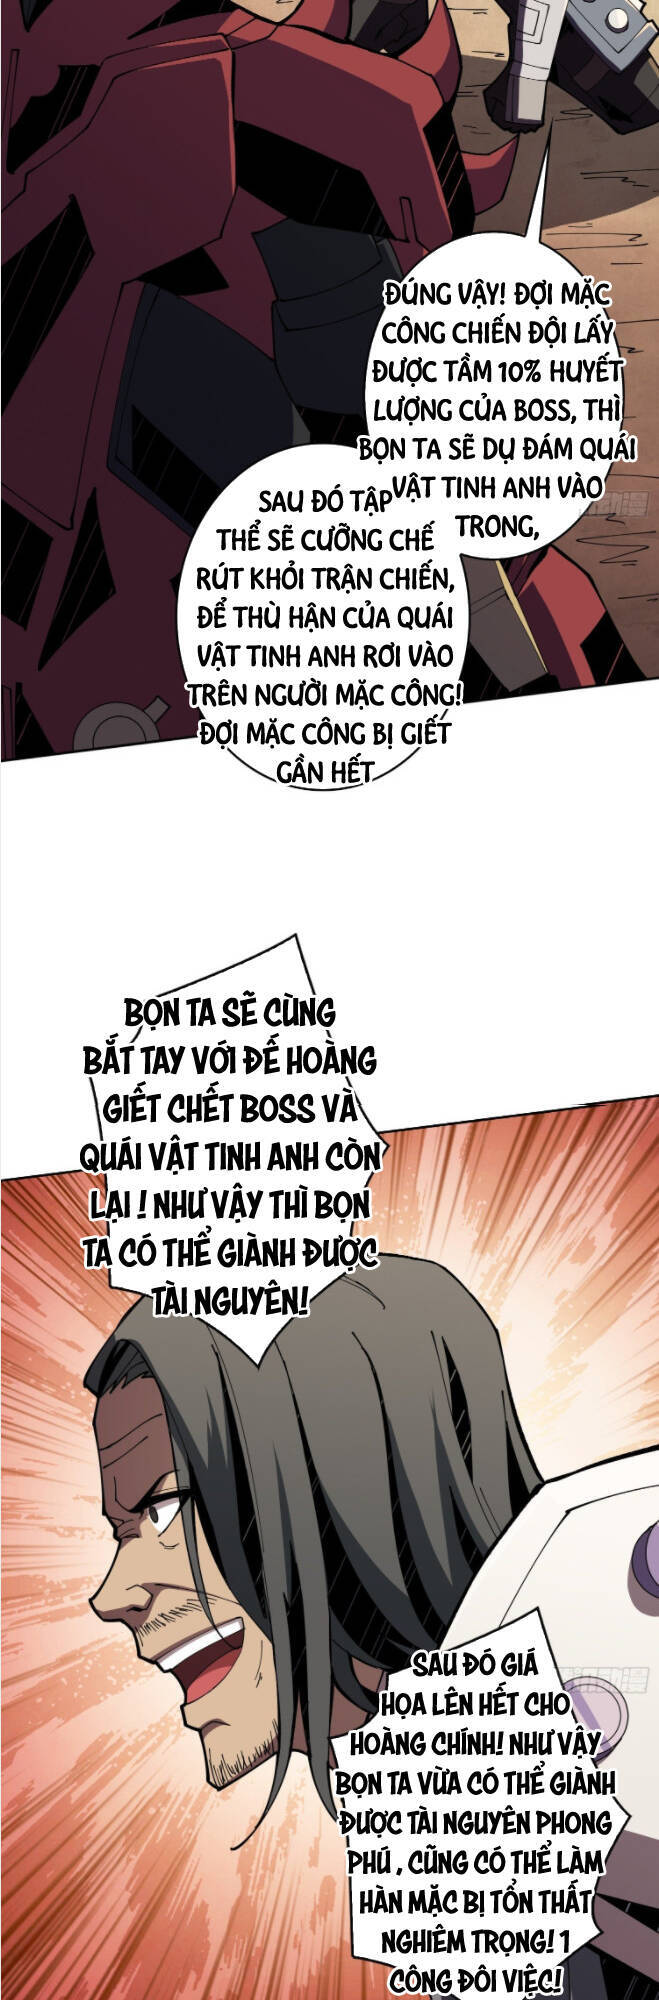 ĐÚNG VẬY! ĐỢI MẶC
CÔNG CHIẾN ĐỘI LẤY
ĐƯỢC TẦM 10% HUYẾT
LƯỢNG CỦA BOSS, THÌ
BỌN TA SẼ DỤ ĐÁM QUÁI
VẬT TINH ANH VÀO
TRONG,
SAU ĐÓ TẬP
THỂ SẼ CƯỠNG CHẾ
RÚT KHỎI TRẬN CHIẾN,
ĐỂ THÙ HẬN CỦA QUÁI
VẬT TINH ANH RƠI VÀO
TRÊN NGƯỜI MẶC CÔNG!
ĐỢI MẶC CÔNG BỊ GIẾT
GẦN HẾT
BỌN TA SẼ CÙNG
BẮT TAY VỚI ĐẾ HOÀNG
GIẾT CHẾT BOSS VÀ
QUÁI VẬT TINH ANH CÒN
LẠI ! NHƯ VẬY THÌ BỌN
TA CÓ THỂ GIÀNH ĐƯỢC
TÀI NGUYÊN!
SAU ĐÓ GIÁ
HỌA LÊN HẾT CHO
HOÀNG CHÍNH! NHƯ VẬY
BỌN TA VỪA CÓ THỂ GIÀNH
ĐƯỢC TÀI NGUYÊN PHONG
PHÚ , CŨNG CÓ THỂ LÀM
HÀN MẶC BỊ TỔN THẤT
NGHIÊM TRỌNG! 1
CÔNG ĐÔI VIỆC!